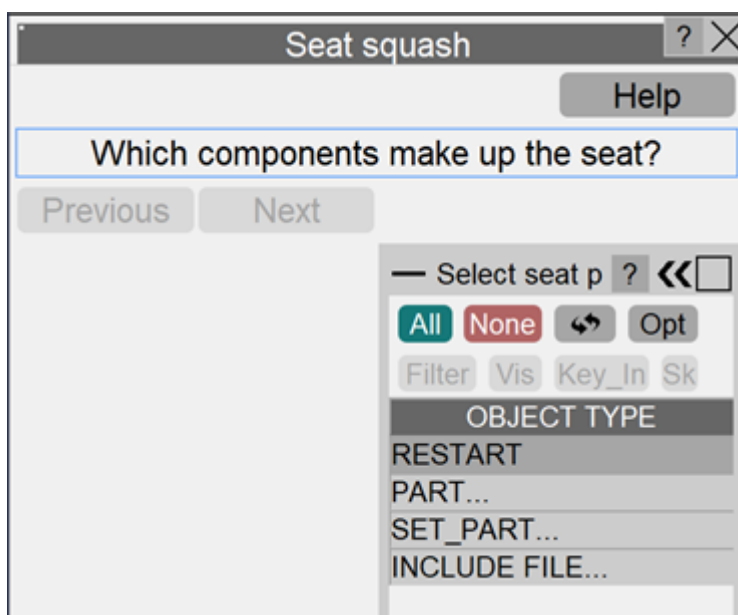 Seat squash ?
Help
Which components make up the seat?
Previous Next
Select seat p ?
All None Opt
Filter Vis Key_In Sk
OBJECT TYPE
RESTART
PART...
SET_PART...
INCLUDE FILE...